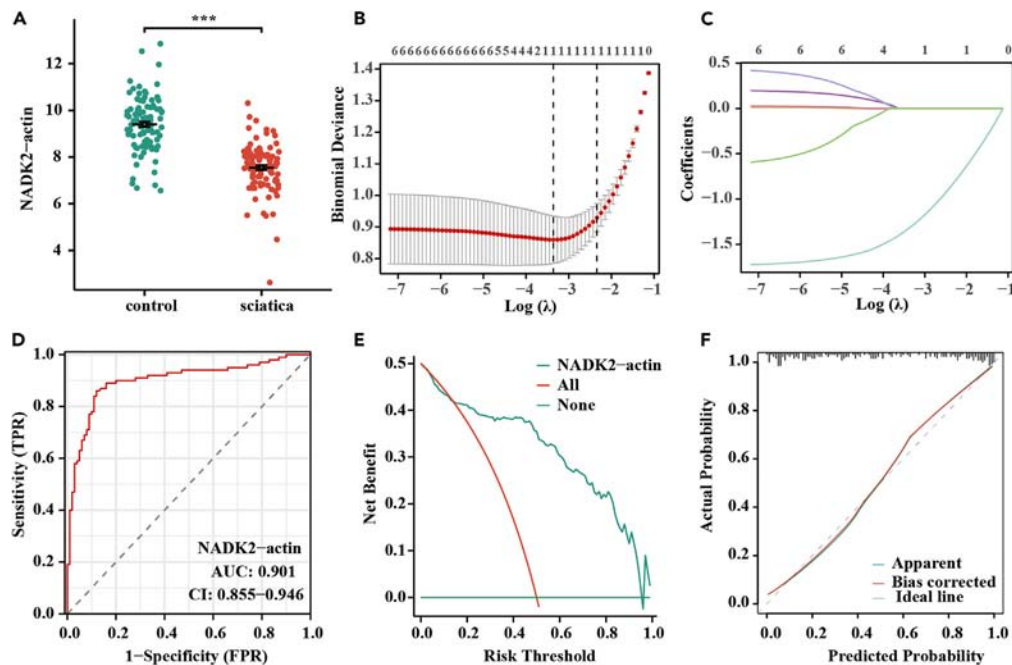 A
***
NADK2-actin
12
10
8
6
4
control
sciatica
B
6666666666666554442111111111110
Binomial Deviance
1.4
1.3
1.2
1.1
1.0
0.9
0.8
−7
−6
−5
−4
−3
−2
−1
Log (λ)
C
6 6 6 4 1 1 0
Coefficients
0.5
0.0
−0.5
−1.0
−1.5
−7
−6
−5
−4
−3
−2
−1
Log (λ)
D
Sensitivity (TPR)
1.0
0.8
0.6
0.4
0.2
0.0
NADK2−actin
AUC: 0.901
CI: 0.855−0.946
0.0 0.2 0.4 0.6 0.8 1.0
1−Specificity (FPR)
E
Net Benefit
0.5
0.4
0.3
0.2
0.1
0.0
NADK2−actin
All
None
0.0 0.2 0.4 0.6 0.8 1.0
Risk Threshold
F
Actual Probability
1.0
0.8
0.6
0.4
0.2
0.0
Apparent
Bias corrected
Ideal line
0.0 0.2 0.4 0.6 0.8 1.0
Predicted Probability